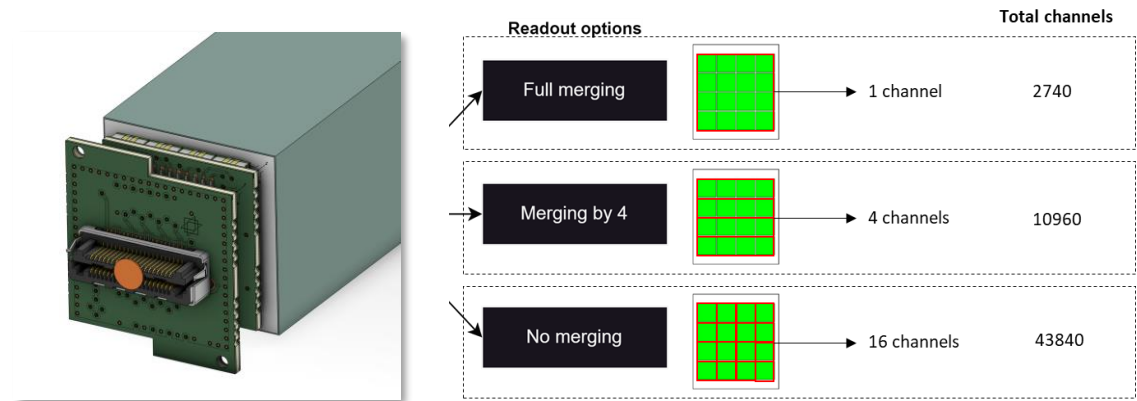 Total channels
Readout options
Full merging
1 channel
2740
Merging by 4
4 channels
10960
No merging
16 channels
43840